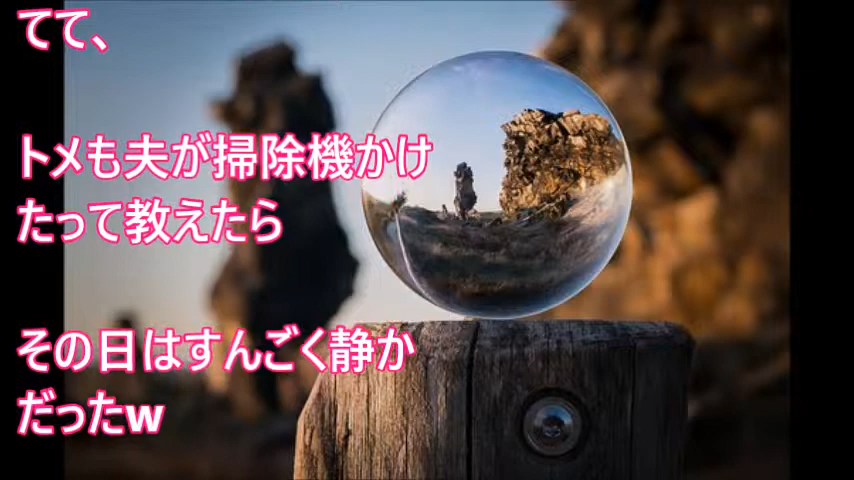 てて、
トメも夫が掃除機かけ
たって教えたら
その日はすんごく静か
だったw